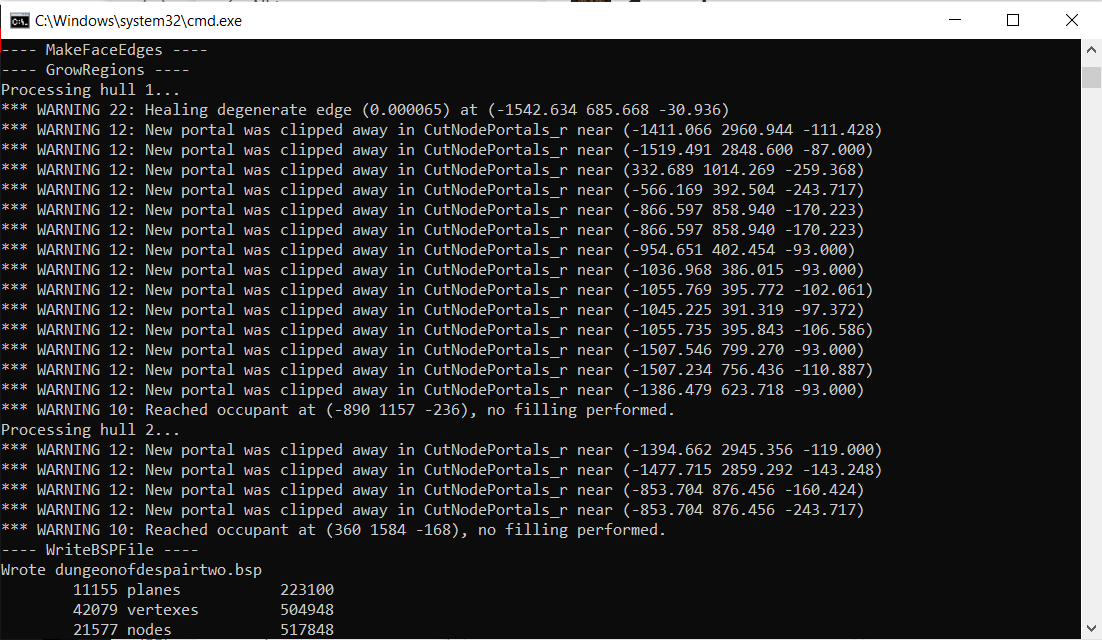 C:\Windows\system32\cmd.exe
---- MakeFaceEdges ----
---- GrowRegions ----
Processing hull 1...
*** WARNING 22: Healing degenerate edge (0.000065) at (-1542.634 685.668 -30.936)
*** WARNING 12: New portal was clipped away in CutNodePortals_r near (-1411.066 2960.944 -111.428)
*** WARNING 12: New portal was clipped away in CutNodePortals_r near (-1519.491 2848.600 -87.000)
*** WARNING 12: New portal was clipped away in CutNodePortals_r near (332.689 1014.269 -259.368)
*** WARNING 12: New portal was clipped away in CutNodePortals_r near (-566.169 392.504 -243.717)
*** WARNING 12: New portal was clipped away in CutNodePortals_r near (-866.597 858.940 -170.223)
*** WARNING 12: New portal was clipped away in CutNodePortals_r near (-866.597 858.940 -170.223)
*** WARNING 12: New portal was clipped away in CutNodePortals_r near (-954.651 402.454 -93.000)
*** WARNING 12: New portal was clipped away in CutNodePortals_r near (-1036.968 386.015 -93.000)
*** WARNING 12: New portal was clipped away in CutNodePortals_r near (-1055.769 395.772 -102.061)
*** WARNING 12: New portal was clipped away in CutNodePortals_r near (-1045.225 391.319 -97.372)
*** WARNING 12: New portal was clipped away in CutNodePortals_r near (-1055.735 395.843 -106.586)
*** WARNING 12: New portal was clipped away in CutNodePortals_r near (-1507.546 799.270 -93.000)
*** WARNING 12: New portal was clipped away in CutNodePortals_r near (-1507.234 756.436 -110.887)
*** WARNING 12: New portal was clipped away in CutNodePortals_r near (-1386.479 623.718 -93.000)
*** WARNING 10: Reached occupant at (-890 1157 -236), no filling performed.
Processing hull 2...
*** WARNING 12: New portal was clipped away in CutNodePortals_r near (-1394.662 2945.356 -119.000)
*** WARNING 12: New portal was clipped away in CutNodePortals_r near (-1477.715 2859.292 -143.248)
*** WARNING 12: New portal was clipped away in CutNodePortals_r near (-853.704 876.456 -160.424)
*** WARNING 12: New portal was clipped away in CutNodePortals_r near (-853.704 876.456 -243.717)
*** WARNING 10: Reached occupant at (360 1584 -168), no filling performed.
---- WriteBSPFile ----
Wrote dungeonofdespairtwo.bsp
11155 planes 223100
42079 vertexes 504948
21577 nodes 517848